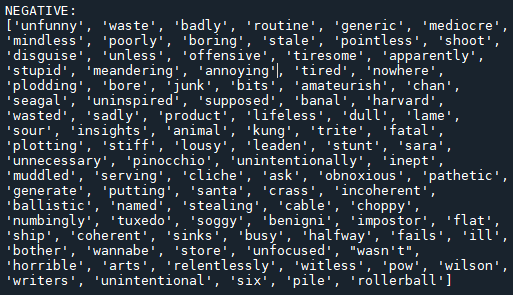 NEGATIVE:
['unfunny', 'waste', 'badly', 'routine', 'generic', 'mediocre',
'mindless', 'poorly', 'boring', 'stale', 'pointless', 'shoot',
'disguise', 'unless', 'offensive', 'tiresome', 'apparently',
'stupid', 'meandering', 'annoying', 'tired', 'nowhere',
'plodding', 'bore', 'junk', 'bits', 'amateurish', 'chan',
'seagal', 'uninspired', 'supposed', 'banal', 'harvard',
'wasted', 'sadly', 'product', 'lifeless', 'dull', 'lame',
'sour', 'insights', 'animal', 'kung', 'trite', 'fatal',
'plotting', 'stiff', 'lousy', 'leaden', 'stunt', 'sara',
'unnecessary', 'pinocchio', 'unintentionally', 'inept',
'muddled', 'serving', 'cliche', 'ask', 'obnoxious', 'pathetic',
'generate', 'putting', 'santa', 'crass', 'incoherent',
'ballistic', 'named', 'stealing', 'cable', 'choppy',
'numbingly', 'tuxedo', 'soggy', 'benigni', 'impostor', 'flat',
'ship', 'coherent', 'sinks', 'busy', 'halfway', 'fails', 'ill',
'bother', 'wannabe', 'store', 'unfocused', "wasn't",
'horrible', 'arts', 'relentlessly', 'witless', 'pow', 'wilson',
'writers', 'unintentional', 'six', 'pile', 'rollerball']